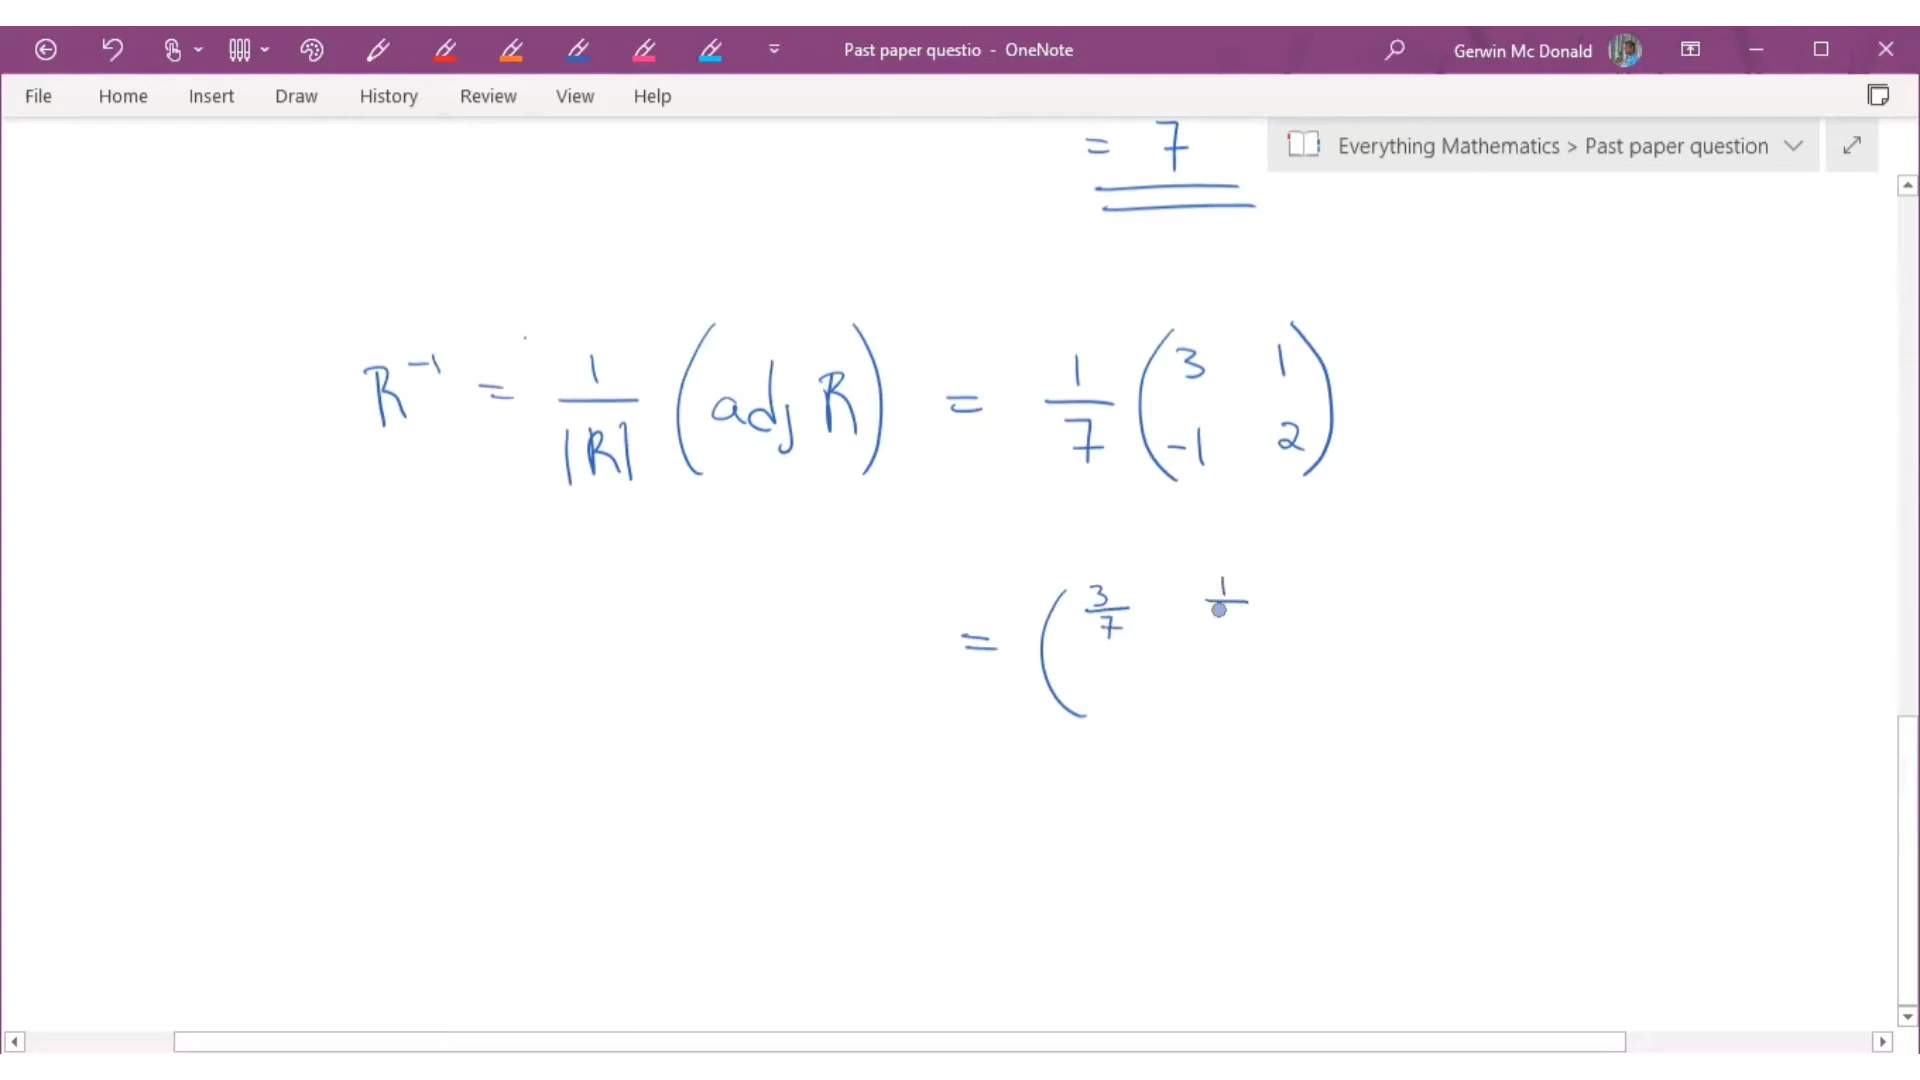 Past paper questio - OneNote
Gerwin Mc Donald
File Home Insert Draw History Review View Help
= 7
Everything Mathematics > Past paper question
R⁻¹ = 1/|R| (adj R) = 1/7 (3 1
-1 2)
= (3/7 1/